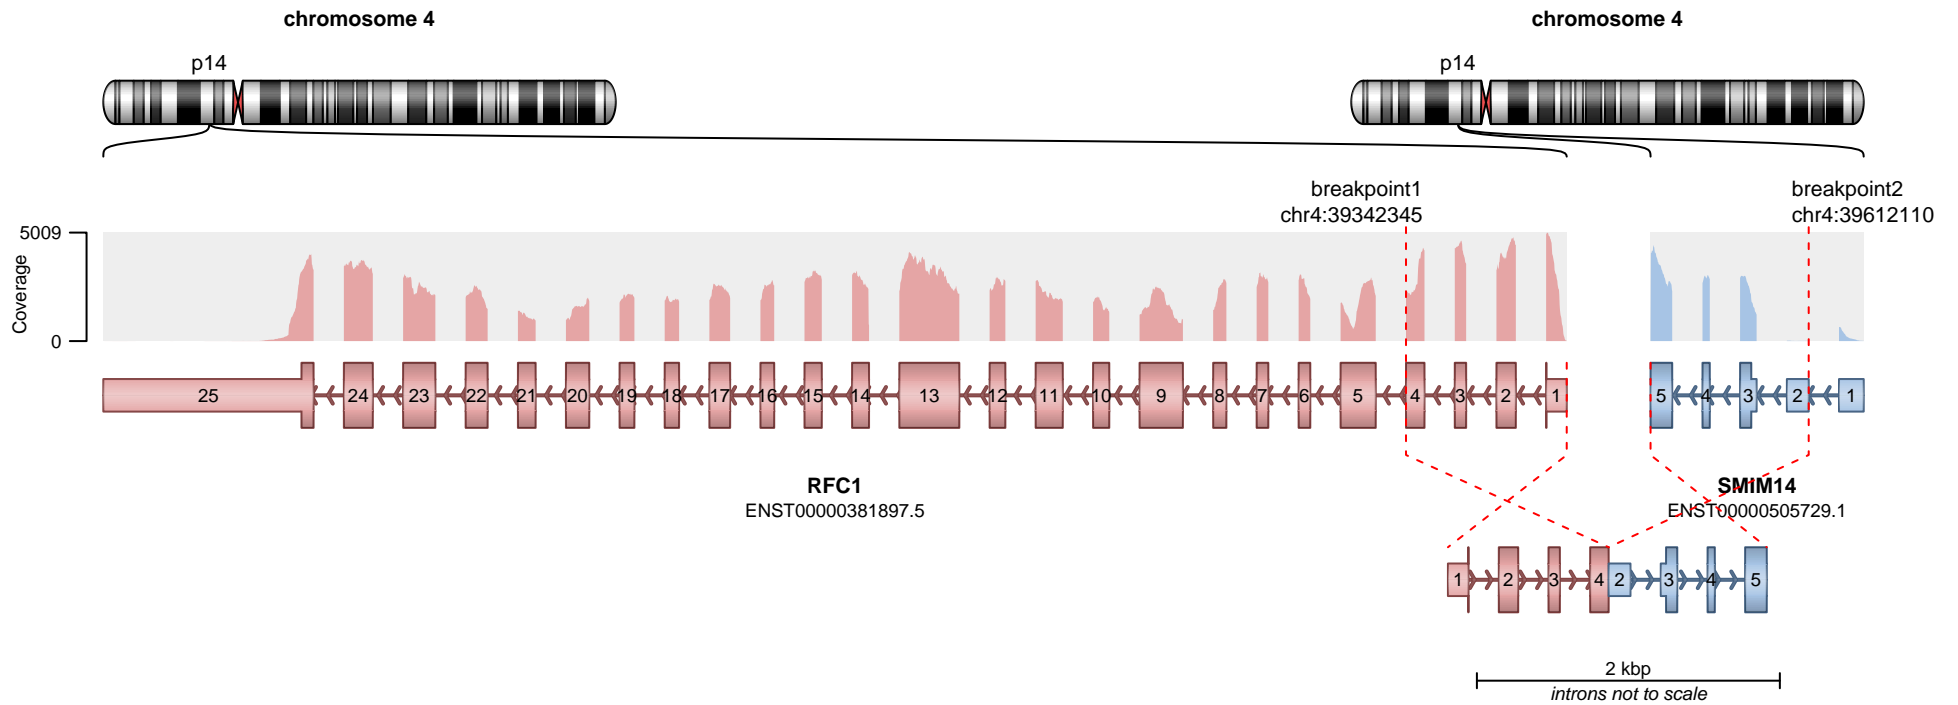 chromosome 4
chromosome 4
p14
p14
breakpoint1
chr4:39342345
breakpoint2
chr4:39612110
5009
Coverage
0
25 24 23 22 21 20 19 18 17 16 15 14 13 12 11 10 9 8 7 6 5 4 3 2 1
5 4 3 2 1
RFC1
ENST00000381897.5
SMIM14
ENST00000505729.1
1 2 3 4 2 3 4 5
2 kbp
introns not to scale